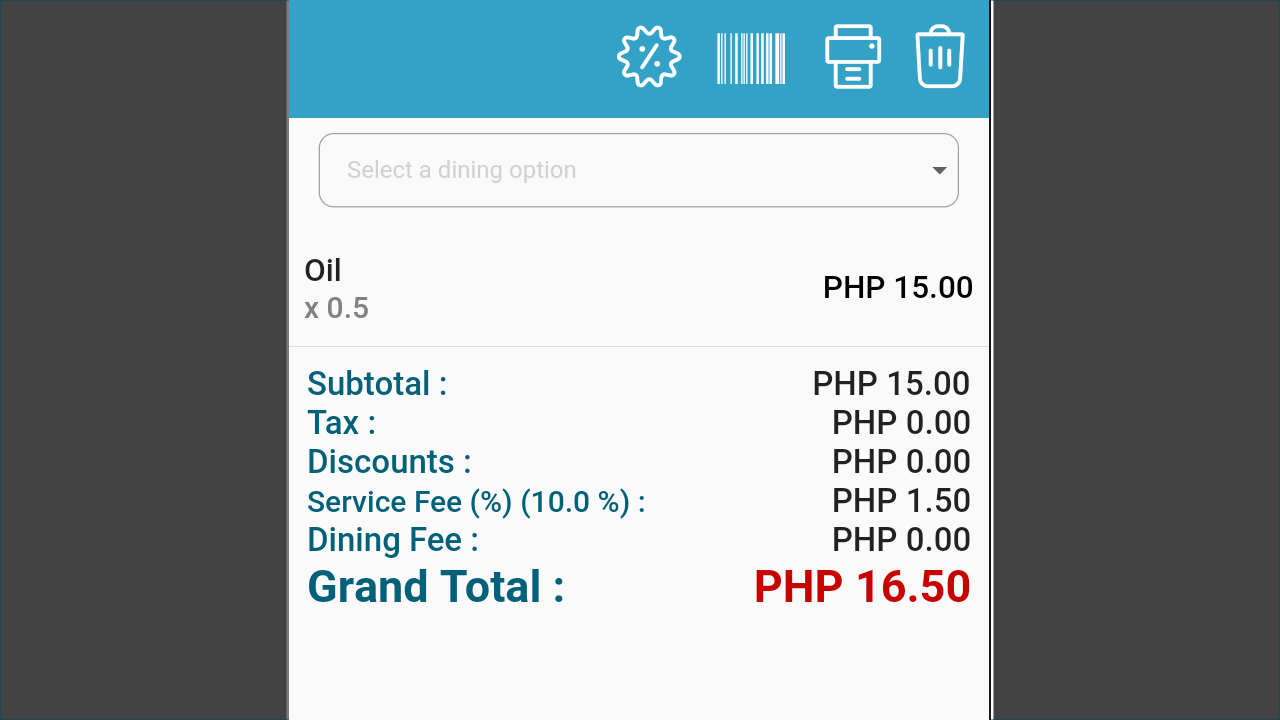 Select a dining option
Oil
x 0.5
PHP 15.00
Subtotal : PHP 15.00
Tax : PHP 0.00
Discounts : PHP 0.00
Service Fee (%) (10.0 %) : PHP 1.50
Dining Fee : PHP 0.00
Grand Total : PHP 16.50